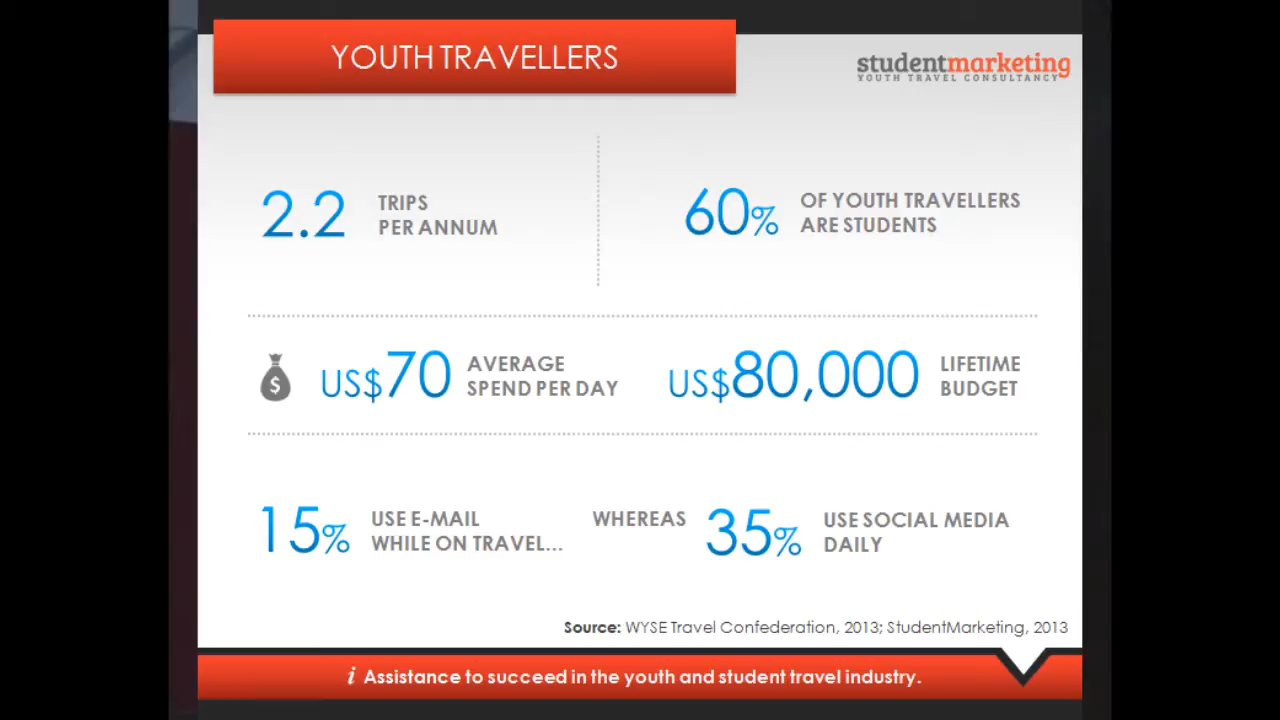 YOUTH TRAVELLERS
studentmarketing
YOUTH TRAVEL CONSULTANCY
2.2 TRIPS
PER ANNUM
60% OF YOUTH TRAVELLERS
ARE STUDENTS
$
US$70 AVERAGE
SPEND PER DAY
US$80,000 LIFETIME
BUDGET
15% USE E-MAIL
WHILE ON TRAVEL...
WHEREAS
35% USE SOCIAL MEDIA
DAILY
Source: WYSE Travel Confederation, 2013; StudentMarketing, 2013
i Assistance to succeed in the youth and student travel industry.